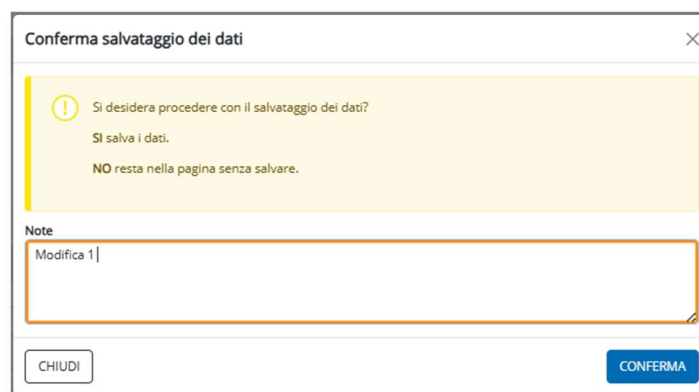 Conferma salvataggio dei dati
Si desidera procedere con il salvataggio dei dati?
SI salva i dati.
NO resta nella pagina senza salvare.
Note
Modifica 1
CHIUDI
CONFERMA